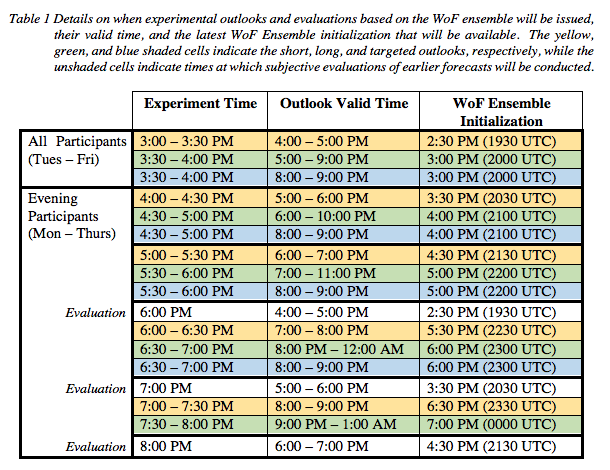 Table 1 Details on when experimental outlooks and evaluations based on the WoF ensemble will be issued,
their valid time, and the latest WoF Ensemble initialization that will be available. The yellow,
green, and blue shaded cells indicate the short, long, and targeted outlooks, respectively, while the
unshaded cells indicate times at which subjective evaluations of earlier forecasts will be conducted.
Experiment Time Outlook Valid Time WoF Ensemble
Initialization
All Participants 3:00 – 3:30 PM 4:00 – 5:00 PM 2:30 PM (1930 UTC)
(Tues – Fri) 3:30 – 4:00 PM 5:00 – 9:00 PM 3:00 PM (2000 UTC)
3:30 – 4:00 PM 8:00 – 9:00 PM 3:00 PM (2000 UTC)
Evening 4:00 – 4:30 PM 5:00 – 6:00 PM 3:30 PM (2030 UTC)
Participants 4:30 – 5:00 PM 6:00 – 10:00 PM 4:00 PM (2100 UTC)
(Mon – Thurs) 4:30 – 5:00 PM 8:00 – 9:00 PM 4:00 PM (2100 UTC)
5:00 – 5:30 PM 6:00 – 7:00 PM 4:30 PM (2130 UTC)
5:30 – 6:00 PM 7:00 – 11:00 PM 5:00 PM (2200 UTC)
5:30 – 6:00 PM 8:00 – 9:00 PM 5:00 PM (2200 UTC)
Evaluation 6:00 PM 4:00 – 5:00 PM 2:30 PM (1930 UTC)
6:00 – 6:30 PM 7:00 – 8:00 PM 5:30 PM (2230 UTC)
6:30 – 7:00 PM 8:00 PM – 12:00 AM 6:00 PM (2300 UTC)
6:30 – 7:00 PM 8:00 – 9:00 PM 6:00 PM (2300 UTC)
Evaluation 7:00 PM 5:00 – 6:00 PM 3:30 PM (2030 UTC)
7:00 – 7:30 PM 8:00 – 9:00 PM 6:30 PM (2330 UTC)
7:30 – 8:00 PM 9:00 PM – 1:00 AM 7:00 PM (0000 UTC)
Evaluation 8:00 PM 6:00 – 7:00 PM 4:30 PM (2130 UTC)